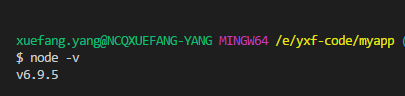 xuefang.yang@NCQXUEFANG-YANG MINGW64 /e/yxf-code/myapp (
$ node -v
v6.9.5